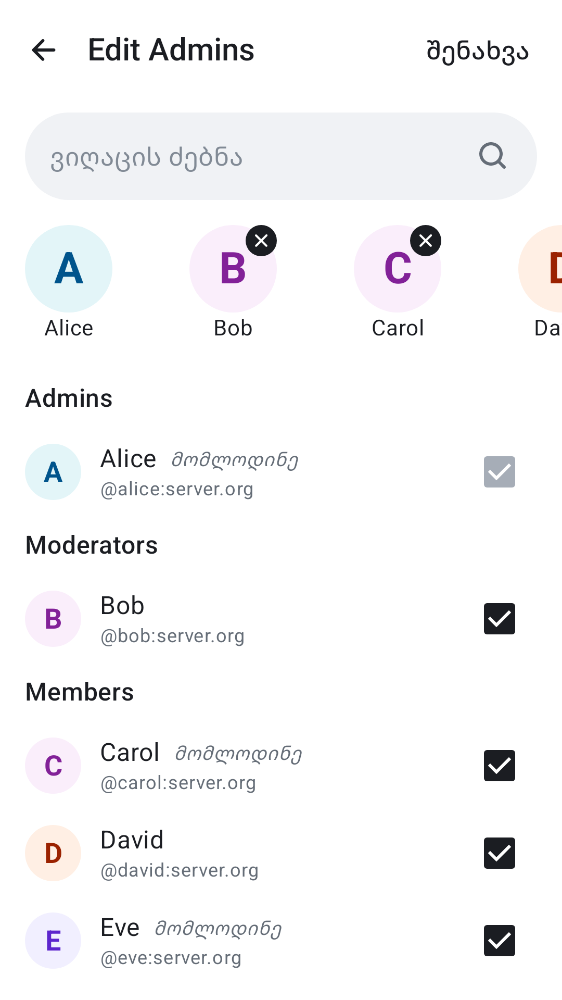 Edit Admins შენახვა
ვიღაცის ძებნა
A B C D
Alice Bob Carol Da
Admins
A Alice მომლოდინე
@alice:server.org
Moderators
B Bob
@bob:server.org
Members
C Carol მომლოდინე
@carol:server.org
D David
@david:server.org
E Eve მომლოდინე
@eve:server.org